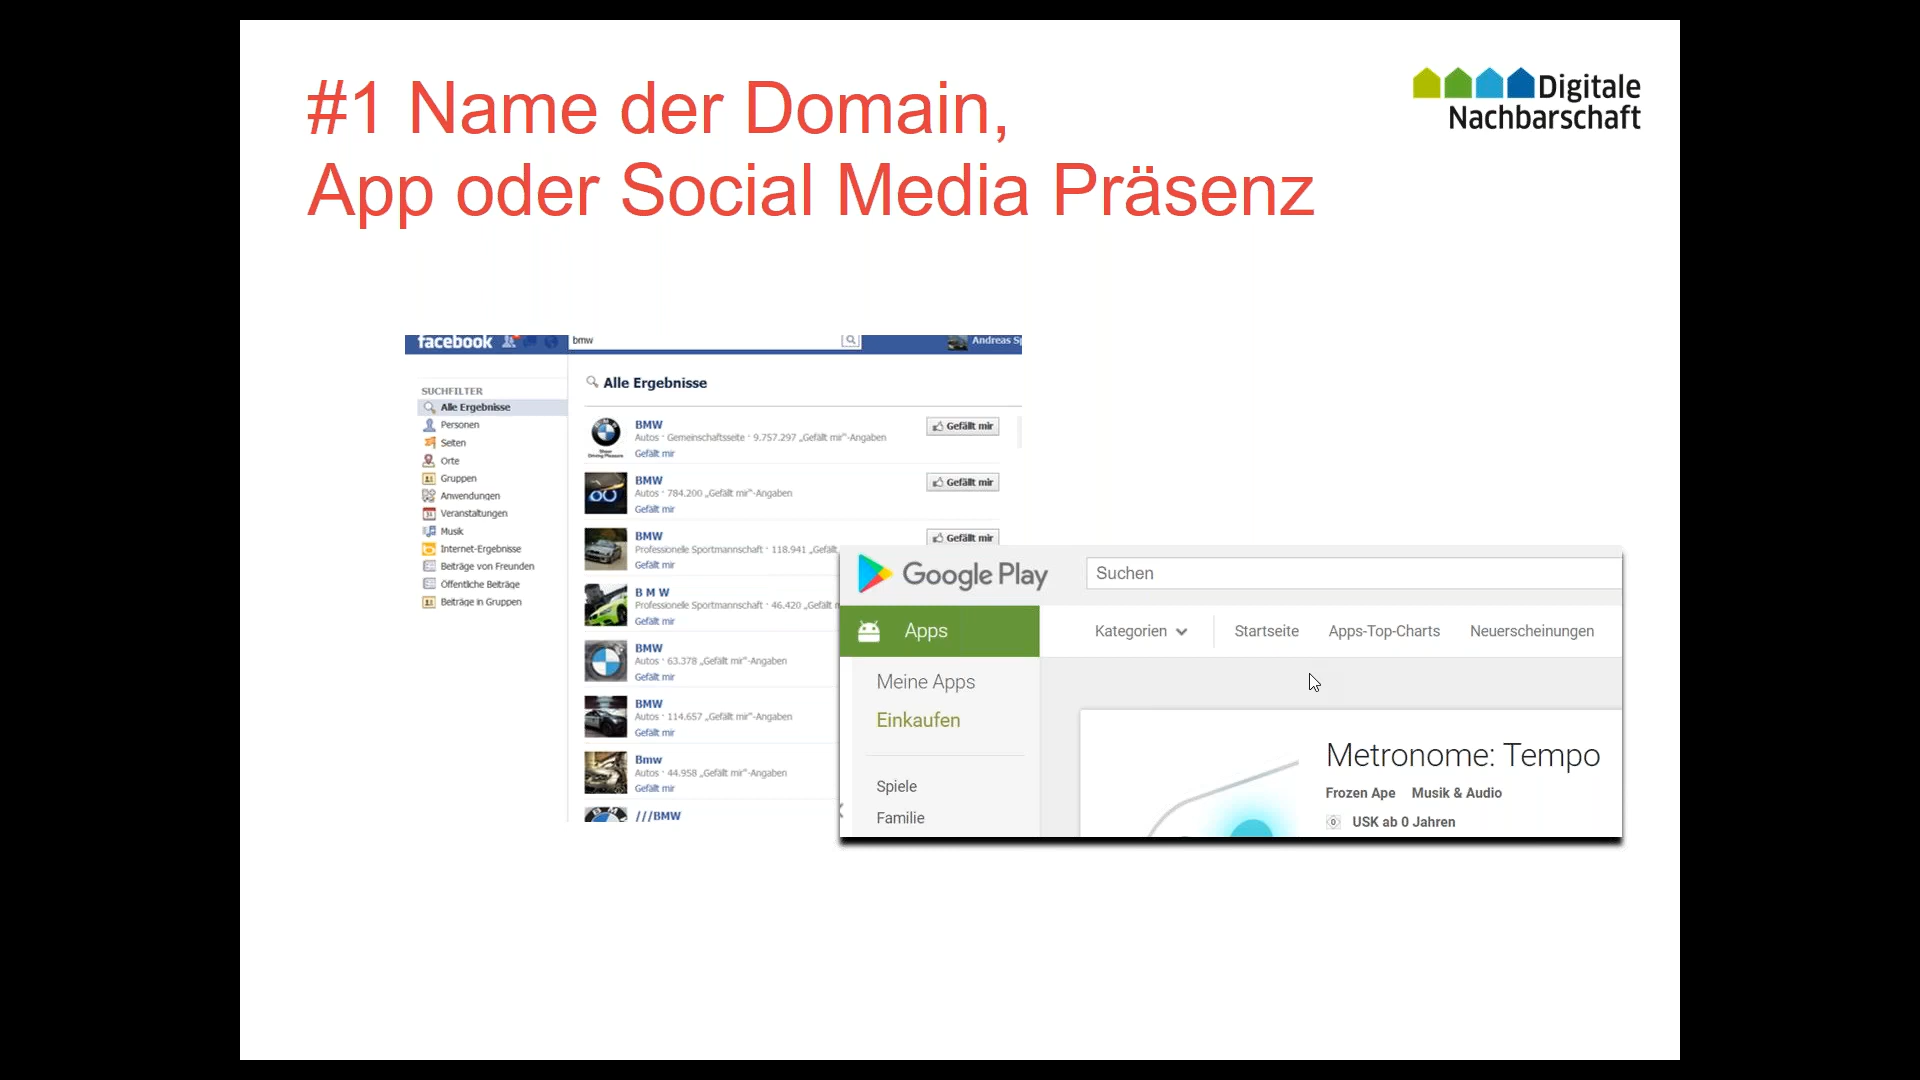 #1 Name der Domain,
App oder Social Media Präsenz
Digitale
Nachbarschaft
facebook
bmw
Andreas
SUCHFILTER
Alle Ergebnisse
Personen
Seiten
Orte
Gruppen
Anwendungen
Veranstaltungen
Musik
Internet-Ergebnisse
Beiträge von Freunden
Öffentliche Beiträge
Beiträge in Gruppen
Alle Ergebnisse
BMW
Autos · Gemeinschaftsseite · 9.757.297 „Gefällt mir“-Angaben
Gefällt mir
Gefällt mir
BMW
Autos · 784.200 „Gefällt mir“-Angaben
Gefällt mir
Gefällt mir
BMW
Professionelle Sportmannschaft · 118.941 „Gefällt
Gefällt mir
Gefällt mir
B M W
Professionelle Sportmannschaft · 46.420 „Gefällt
Gefällt mir
BMW
Autos · 63.378 „Gefällt mir“-Angaben
Gefällt mir
BMW
Autos · 114.657 „Gefällt mir“-Angaben
Gefällt mir
Bmw
Autos · 44.958 „Gefällt mir“-Angaben
Gefällt mir
///BMW
Google Play
Suchen
Apps
Kategorien
Startseite
Apps-Top-Charts
Neuerscheinungen
Meine Apps
Einkaufen
Spiele
Familie
Metronome: Tempo
Frozen Ape Musik & Audio
0 USK ab 0 Jahren